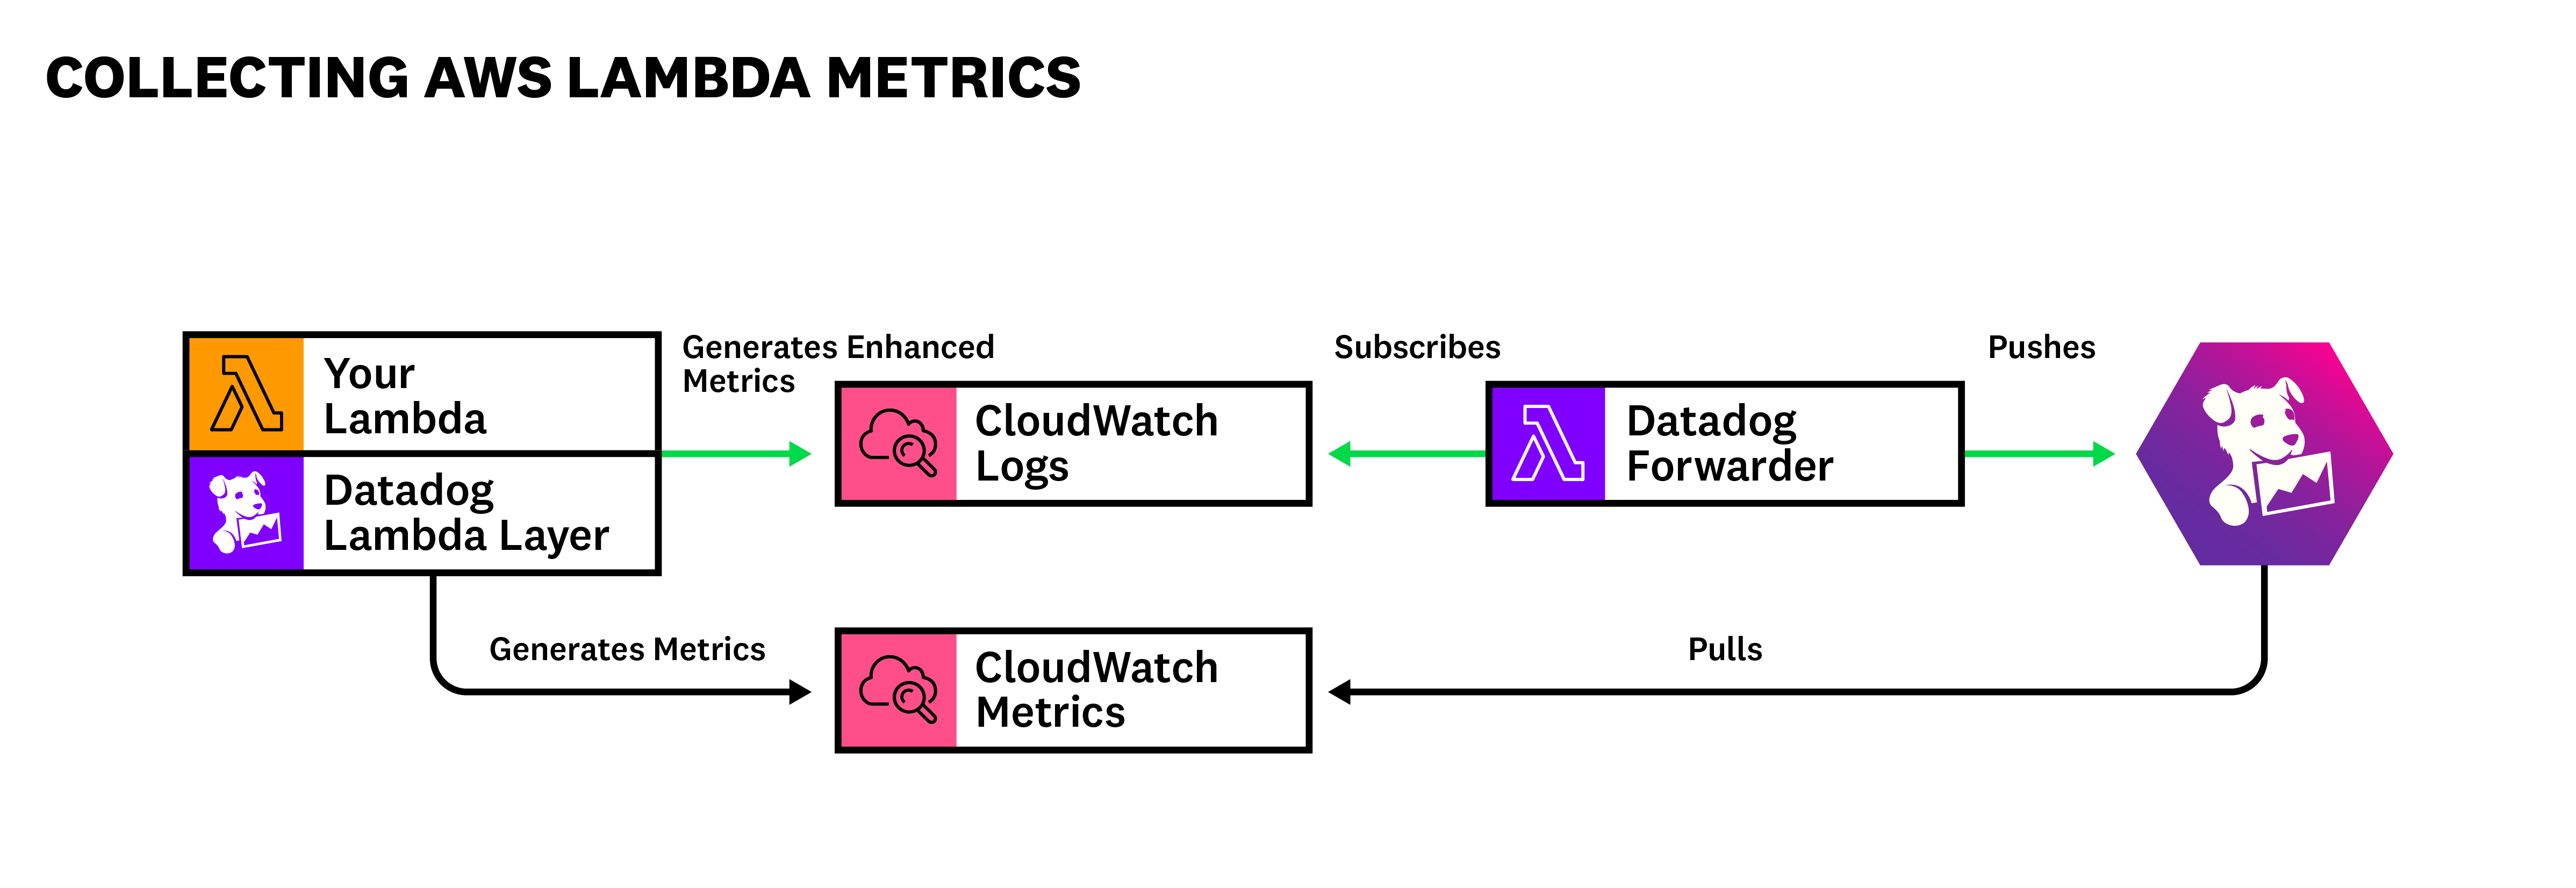 COLLECTING AWS LAMBDA METRICS
Your
Lambda
Datadog
Lambda Layer
Generates Enhanced
Metrics
CloudWatch
Logs
Subscribes
Datadog
Forwarder
Pushes
Generates Metrics
CloudWatch
Metrics
Pulls